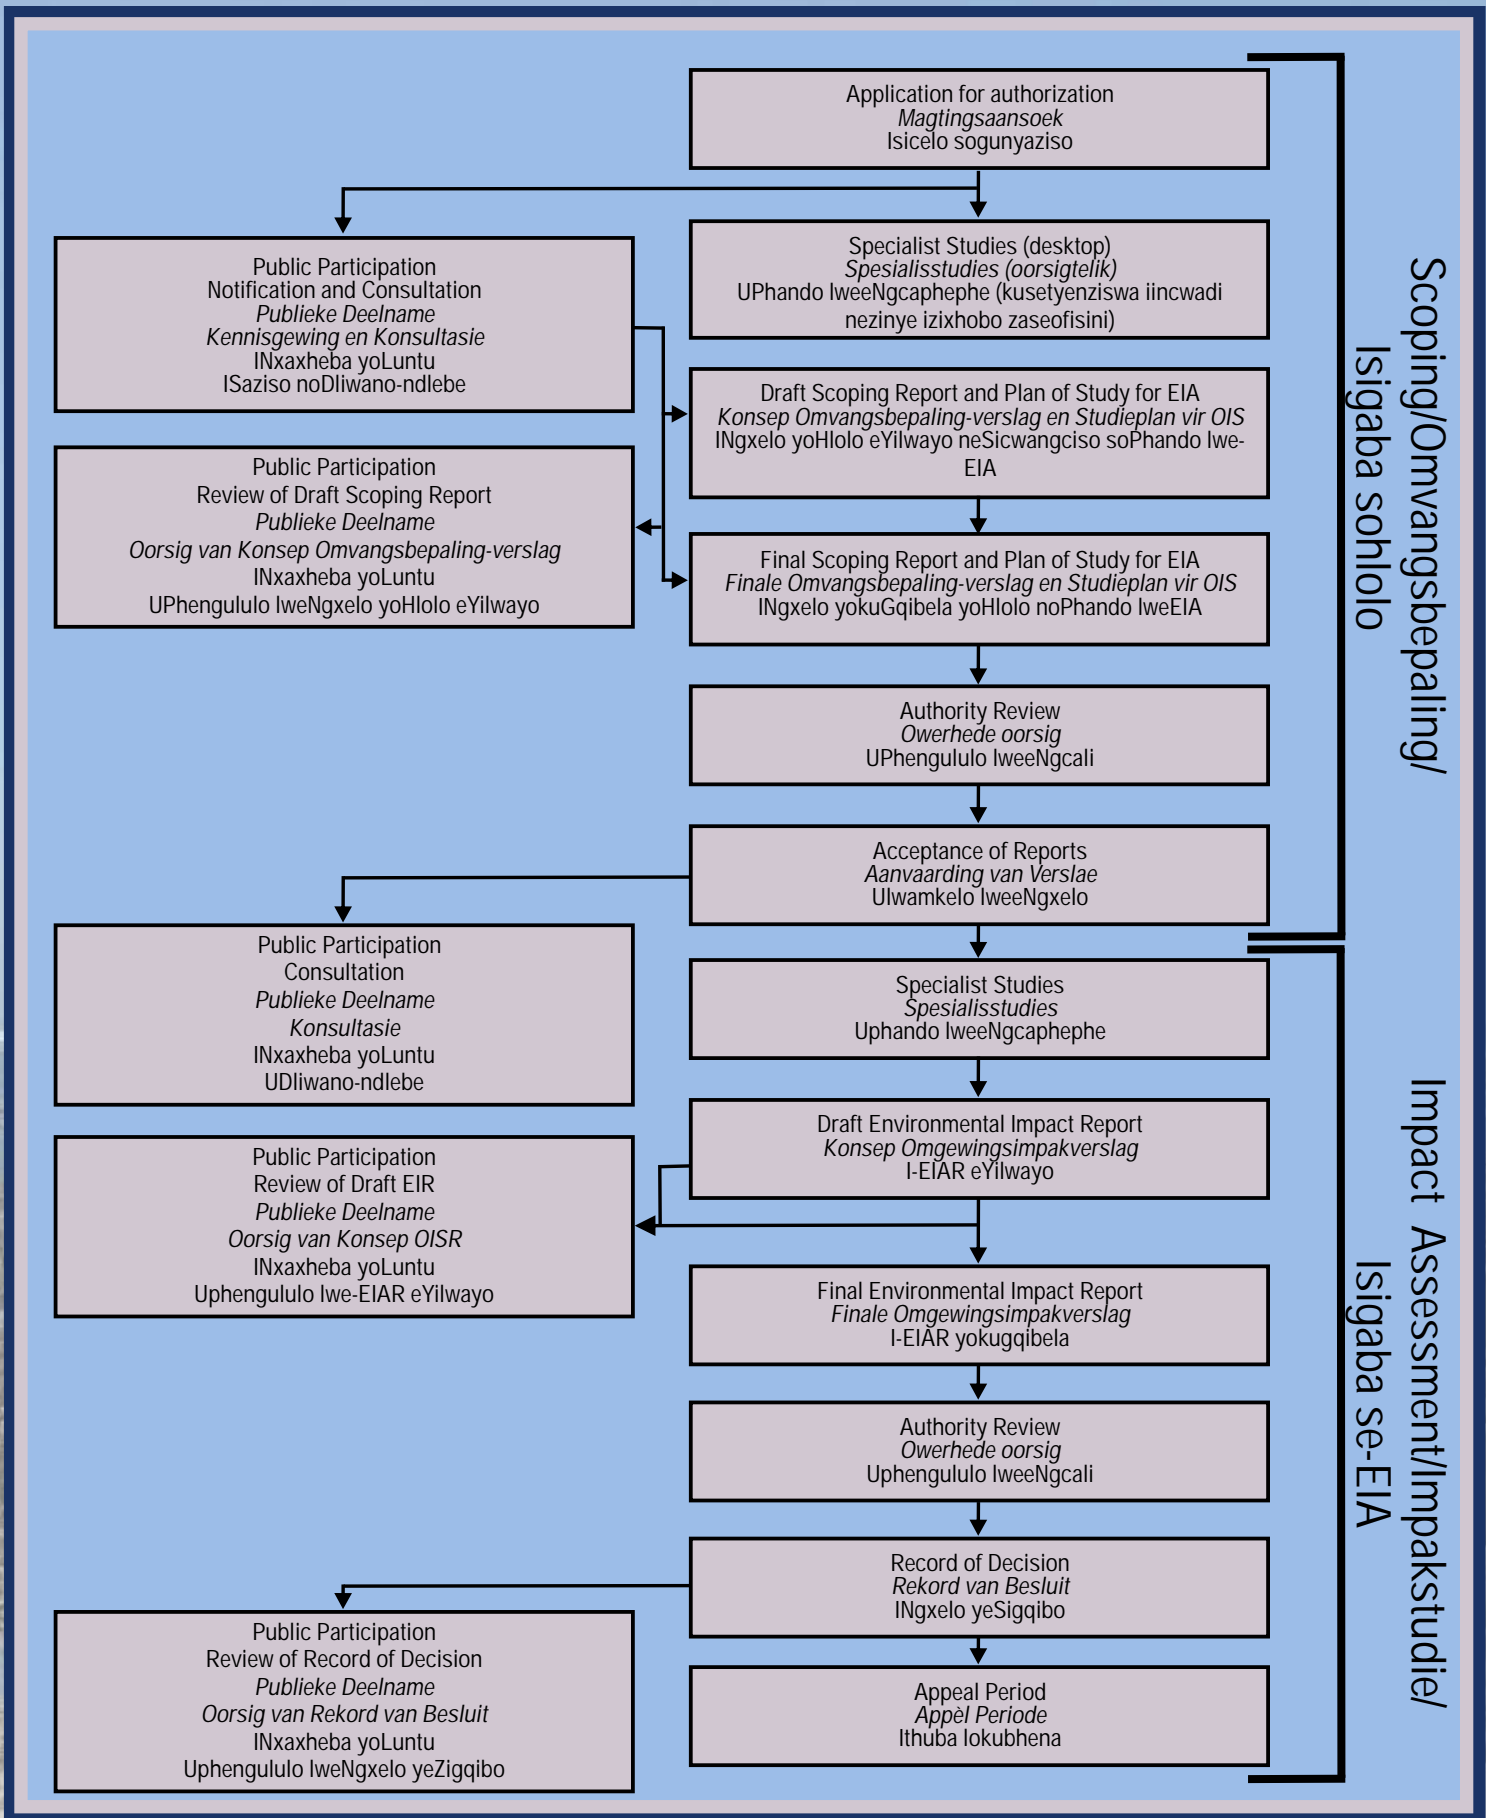 Application for authorization
Magtingsaansoek
Isicelo sogunyaziso
Public Participation
Notification and Consultation
Publieke Deelname
Kennisgewing en Konsultasie
INxaxheba yoLuntu
ISaziso noDliwano-ndlebe
Specialist Studies (desktop)
Spesialisstudies (oorsigtelik)
UPhando lweeNgcaphephe (kusetyenziswa iincwadi
nezinye izixhobo zaseofisini)
Draft Scoping Report and Plan of Study for EIA
Konsep Omvangsbepaling-verslag en Studieplan vir OIS
INgxelo yoHlolo eYilwayo neSicwangciso soPhando lwe-
EIA
Public Participation
Review of Draft Scoping Report
Publieke Deelname
Oorsig van Konsep Omvangsbepaling-verslag
INxaxheba yoLuntu
UPhengululo lweNgxelo yoHlolo eYilwayo
Final Scoping Report and Plan of Study for EIA
Finale Omvangsbepaling-verslag en Studieplan vir OIS
INgxelo yokuGqibela yoHlolo noPhando lweEIA
Authority Review
Owerhede oorsig
UPhengululo lweeNgcali
Acceptance of Reports
Aanvaarding van Verslae
Ulwamkelo lweeNgxelo
Scoping/Omvangsbepaling/
Isigaba sohlolo
Public Participation
Consultation
Publieke Deelname
Konsultasie
INxaxheba yoLuntu
UDliwano-ndlebe
Specialist Studies
Spesialisstudies
Uphando lweeNgcaphephe
Draft Environmental Impact Report
Konsep Omgewingsimpakverslag
I-EIAR eYilwayo
Public Participation
Review of Draft EIR
Publieke Deelname
Oorsig van Konsep OISR
INxaxheba yoLuntu
Uphengululo lwe-EIAR eYilwayo
Final Environmental Impact Report
Finale Omgewingsimpakverslag
I-EIAR yokugqibela
Authority Review
Owerhede oorsig
Uphengululo lweeNgcali
Record of Decision
Rekord van Besluit
INgxelo yeSigqibo
Public Participation
Review of Record of Decision
Publieke Deelname
Oorsig van Rekord van Besluit
INxaxheba yoLuntu
Uphengululo lweNgxelo yeZigqibo
Appeal Period
Appèl Periode
Ithuba lokubhena
Impact Assessment/Impakstudie/
Isigaba se-EIA